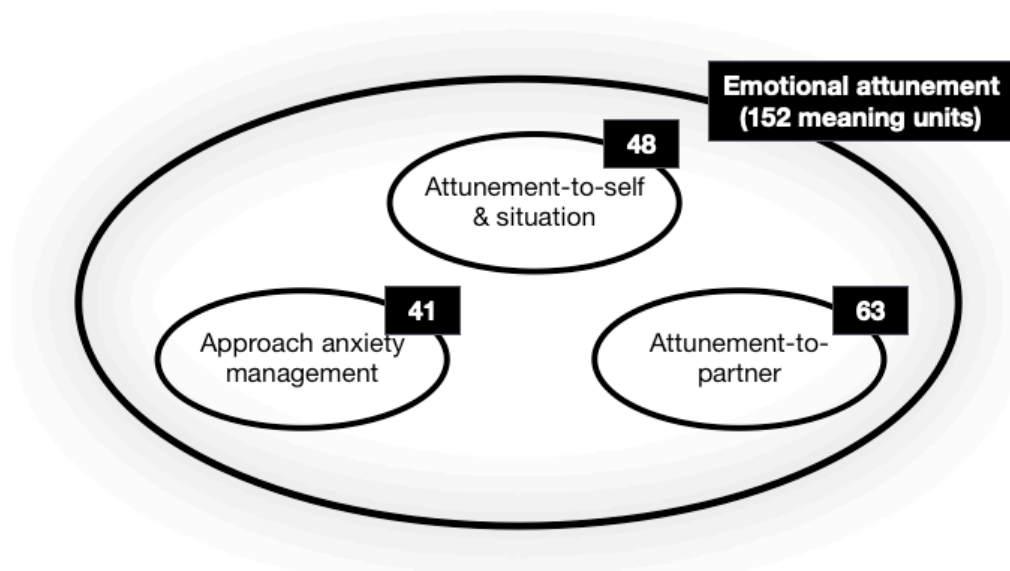 Emotional attunement
(152 meaning units)
48
Attunement-to-self
& situation
41
Approach anxiety
management
63
Attunement-to-
partner